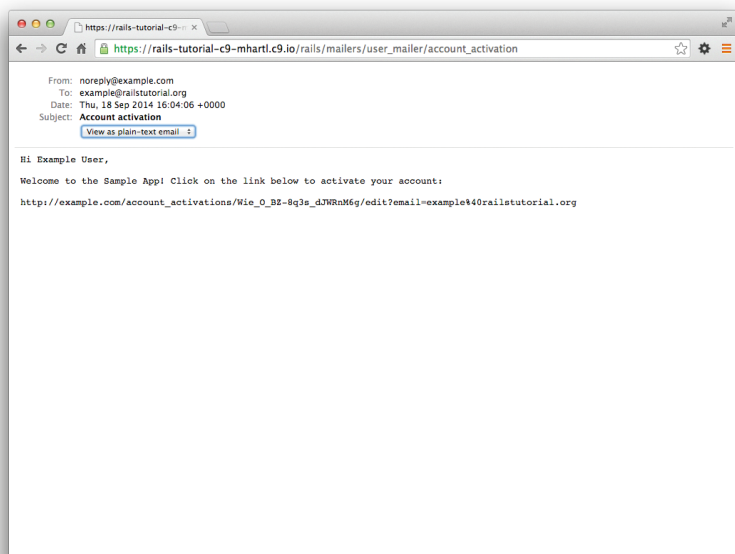 https://rails-tutorial-c9-
https://rails-tutorial-c9-mhartl.c9.io/rails/mailers/user_mailer/account_activation
From: noreply@example.com
To: example@railstutorial.org
Date: Thu, 18 Sep 2014 16:04:06 +0000
Subject: Account activation
View as plain-text email
Hi Example User,
Welcome to the Sample App! Click on the link below to activate your account:
http://example.com/account_activations/Wie_O_BZ-8q3s_dJWRnM6g/edit?email=example%40railstutorial.org